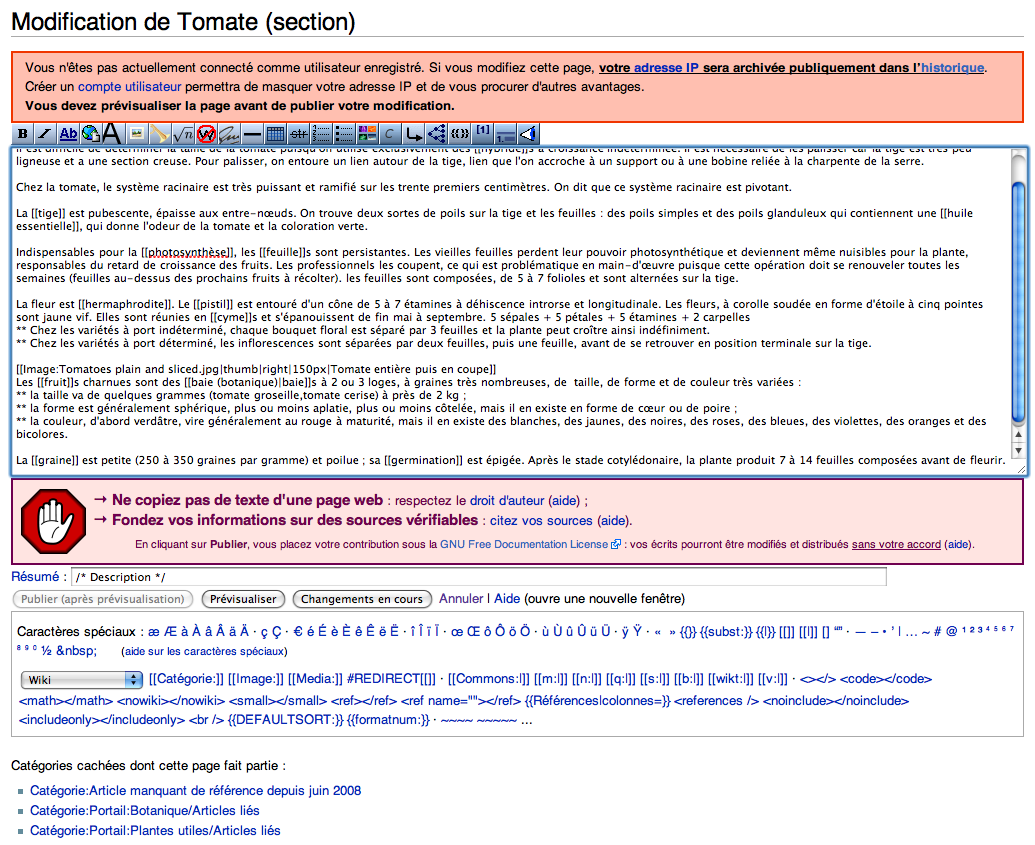 Modification de Tomate (section)
Vous n'êtes pas actuellement connecté comme utilisateur enregistré. Si vous modifiez cette page, votre adresse IP sera archivée publiquement dans l'historique.
Créer un compte utilisateur permettra de masquer votre adresse IP et de vous procurer d'autres avantages.
Vous devez prévisualiser la page avant de publier votre modification.
B I Ab A √n W str C {{}} [1]
Il est difficile de déterminer la taille de la tomate puisqu'on utilise exclusivement des [[hybride]]s à croissance indéterminée. Il est nécessaire de les palisser car la tige est très peu
ligneuse et a une section creuse. Pour palisser, on entoure un lien autour de la tige, lien que l'on accroche à un support ou à une bobine reliée à la charpente de la serre.
Chez la tomate, le système racinaire est très puissant et ramifié sur les trente premiers centimètres. On dit que ce système racinaire est pivotant.
La [[tige]] est pubescente, épaisse aux entre-nœuds. On trouve deux sortes de poils sur la tige et les feuilles : des poils simples et des poils glanduleux qui contiennent une [[huile
essentielle]], qui donne l'odeur de la tomate et la coloration verte.
Indispensables pour la [[photosynthèse]], les [[feuille]]s sont persistantes. Les vieilles feuilles perdent leur pouvoir photosynthétique et deviennent même nuisibles pour la plante,
responsables du retard de croissance des fruits. Les professionnels les coupent, ce qui est problématique en main-d'œuvre puisque cette opération doit se renouveler toutes les
semaines (feuilles au-dessus des prochains fruits à récolter). les feuilles sont composées, de 5 à 7 folioles et sont alternées sur la tige.
La fleur est [[hermaphrodite]]. Le [[pistil]] est entouré d'un cône de 5 à 7 étamines à déhiscence introrse et longitudinale. Les fleurs, à corolle soudée en forme d'étoile à cinq pointes
sont jaune vif. Elles sont réunies en [[cyme]]s et s'épanouissent de fin mai à septembre. 5 sépales + 5 pétales + 5 étamines + 2 carpelles
** Chez les variétés à port indéterminé, chaque bouquet floral est séparé par 3 feuilles et la plante peut croître ainsi indéfiniment.
** Chez les variétés à port déterminé, les inflorescences sont séparées par deux feuilles, puis une feuille, avant de se retrouver en position terminale sur la tige.
[[Image:Tomatoes plain and sliced.jpg|thumb|right|150px|Tomate entière puis en coupe]]
Les [[fruit]]s charnues sont des [[baie (botanique)|baie]]s à 2 ou 3 loges, à graines très nombreuses, de  taille, de forme et de couleur très variées :
** la taille va de quelques grammes (tomate groseille,tomate cerise) à près de 2 kg ;
** la forme est généralement sphérique, plus ou moins aplatie, plus ou moins côtelée, mais il en existe en forme de cœur ou de poire ;
** la couleur, d'abord verdâtre, vire généralement au rouge à maturité, mais il en existe des blanches, des jaunes, des noires, des roses, des bleues, des violettes, des oranges et des
bicolores.
La [[graine]] est petite (250 à 350 graines par gramme) et poilue ; sa [[germination]] est épigée. Après le stade cotylédonaire, la plante produit 7 à 14 feuilles composées avant de fleurir.
→ Ne copiez pas de texte d'une page web : respectez le droit d'auteur (aide) ;
→ Fondez vos informations sur des sources vérifiables : citez vos sources (aide).
En cliquant sur Publier, vous placez votre contribution sous la GNU Free Documentation License : vos écrits pourront être modifiés et distribués sans votre accord (aide).
Résumé : /* Description */
Publier (après prévisualisation) Prévisualiser Changements en cours Annuler | Aide (ouvre une nouvelle fenêtre)
Caractères spéciaux : æ Æ à À â Â ä Ä · ç Ç · € é É è È ê Ê ë Ë · î Î ï Ï · œ Œ ô Ô ö Ö · ù Ù û Û ü Ü · ÿ Ÿ · « » {{}} {{subst:}} {{|}} [[]] [[|]] [] “” · — – • ’ | … ~ # @ ¹ ² ³ ⁴ ⁵ ⁶ ⁷
⁸ ⁹ ⁰ ½ &nbsp; (aide sur les caractères spéciaux)
Wiki [[Catégorie:]] [[Image:]] [[Media:]] #REDIRECT[[]] · [[Commons:|]] [[m:|]] [[n:|]] [[q:|]] [[s:|]] [[b:|]] [[wikt:|]] [[v:|]] · <></> <code></code>
<math></math> <nowiki></nowiki> <small></small> <ref></ref> <ref name=""></ref> {{Références|colonnes=}} <references /> <noinclude></noinclude>
<includeonly></includeonly> <br /> {{DEFAULTSORT:}} {{formatnum:}} · ~~~~ ~~~~~ ...
Catégories cachées dont cette page fait partie :
Catégorie:Article manquant de référence depuis juin 2008
Catégorie:Portail:Botanique/Articles liés
Catégorie:Portail:Plantes utiles/Articles liés